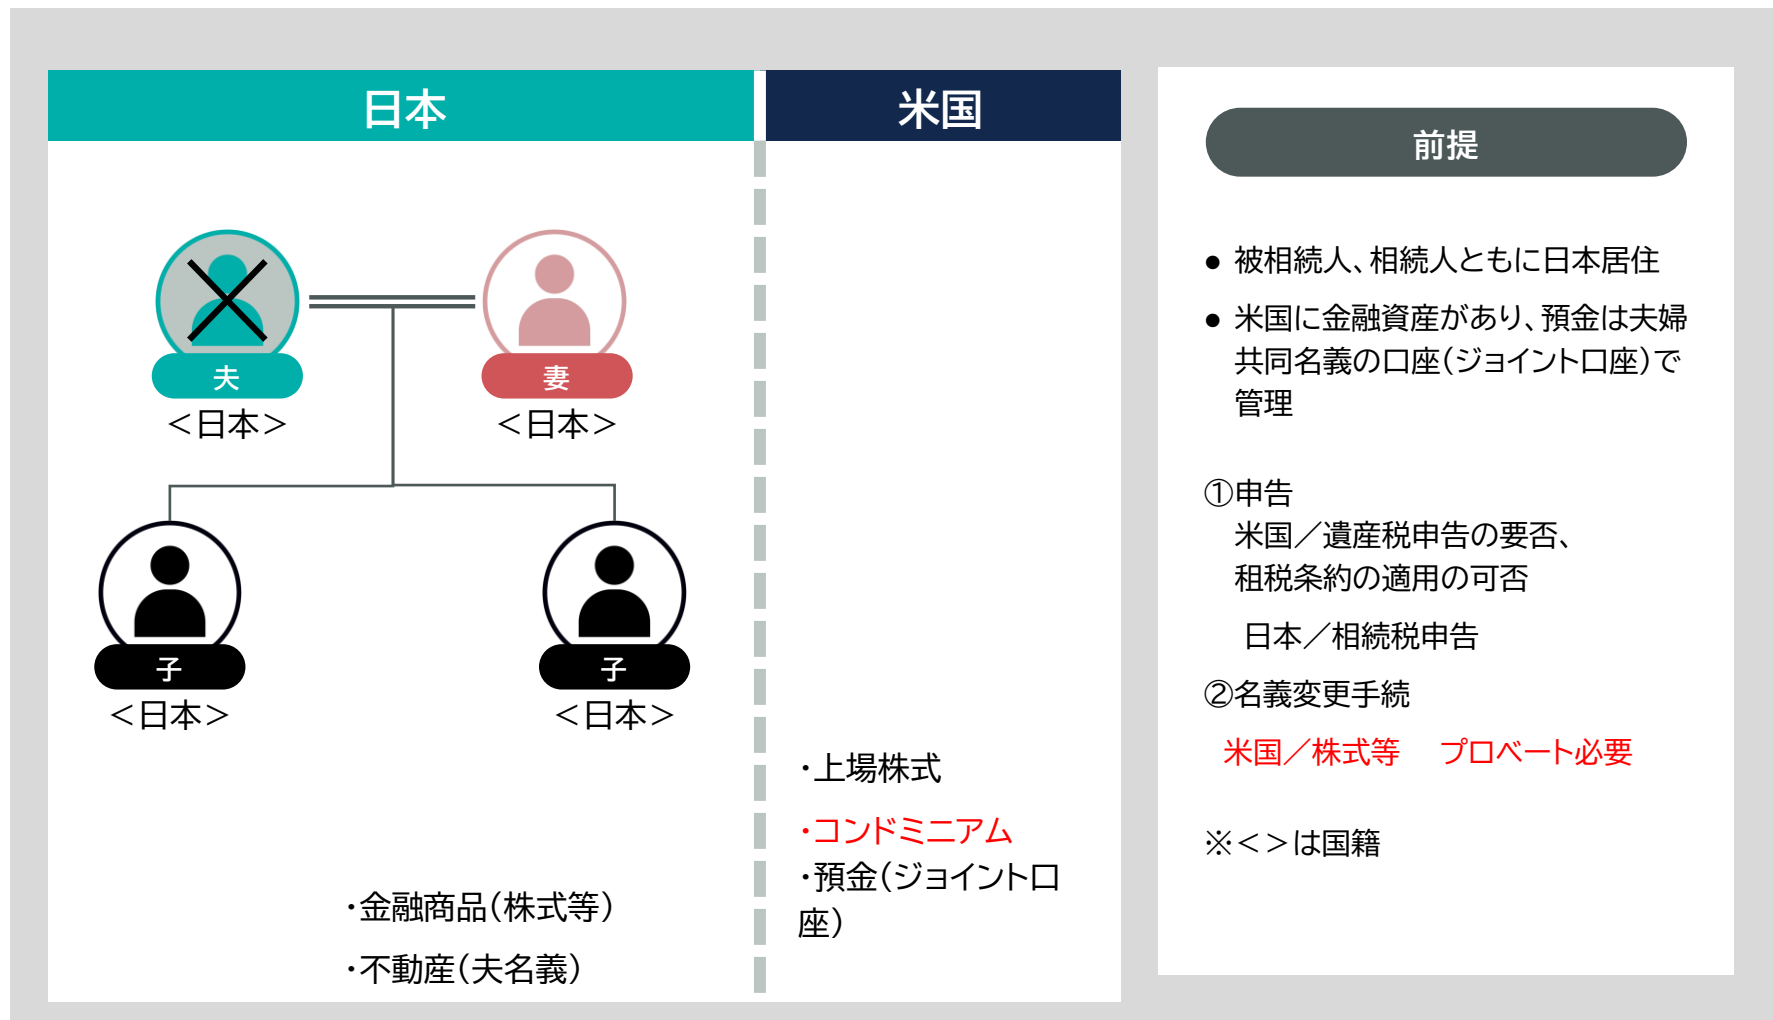 日本
米国
夫
<日本>
妻
<日本>
子
<日本>
子
<日本>
・金融商品(株式等)
・不動産(夫名義)
・上場株式
・コンドミニアム
・預金(ジョイント口
座)
前提
● 被相続人、相続人ともに日本居住
● 米国に金融資産があり、預金は夫婦
共同名義の口座(ジョイント口座)で
管理
①申告
米国/遺産税申告の要否、
租税条約の適用の可否
日本/相続税申告
②名義変更手続
米国/株式等 プロベート必要
※<>は国籍